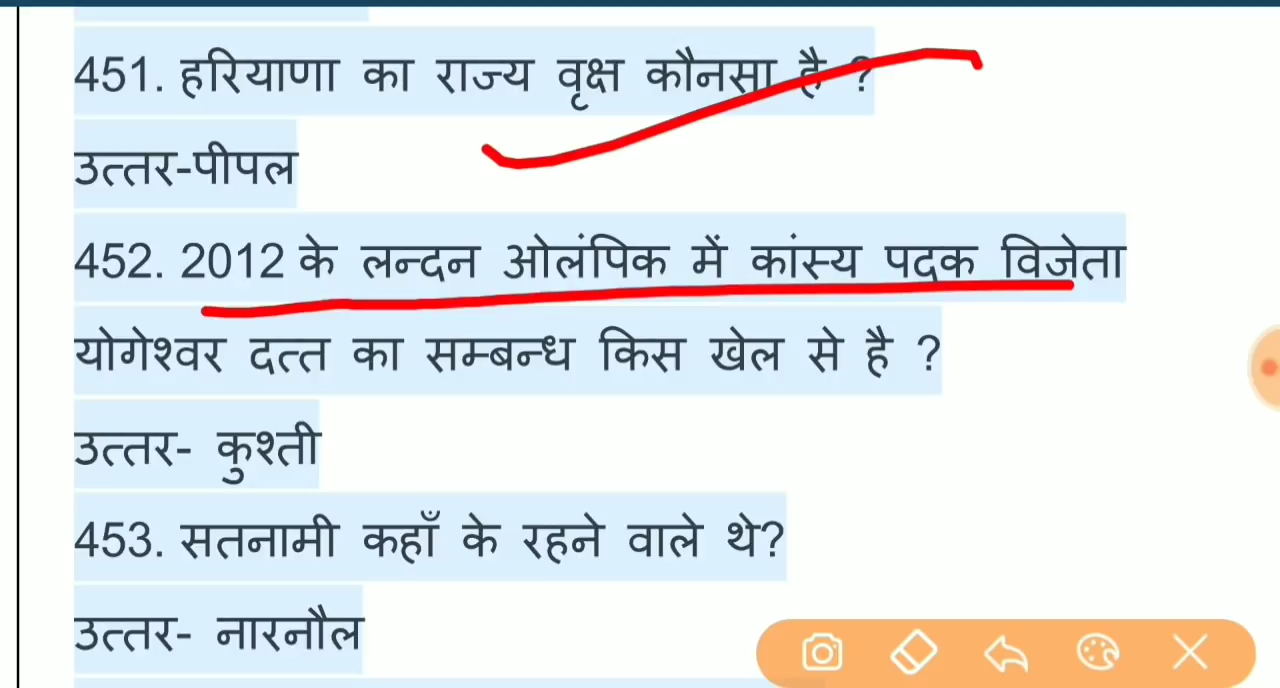 451. हरियाणा का राज्य वृक्ष कौनसा है ?
उत्तर-पीपल
452. 2012 के लन्दन ओलंपिक में कांस्य पदक विजेता
योगेश्वर दत्त का सम्बन्ध किस खेल से है ?
उत्तर- कुश्ती
453. सतनामी कहाँ के रहने वाले थे?
उत्तर- नारनौल